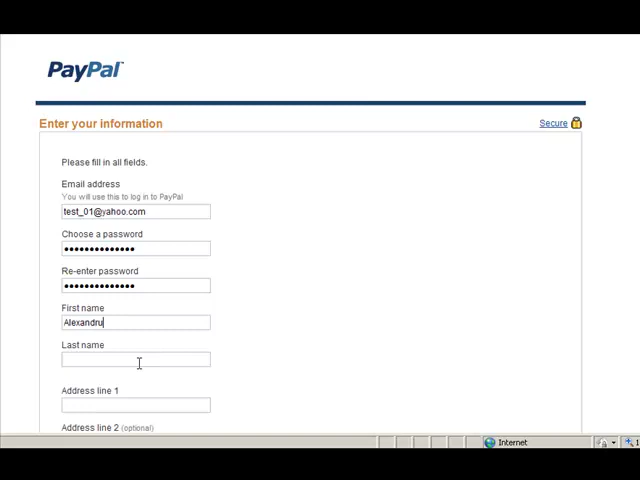 PayPal
Enter your information
Secure
Please fill in all fields.
Email address
You will use this to log in to PayPal
test_01@yahoo.com
Choose a password
••••••••••••••
Re-enter password
••••••••••••••
First name
Alexandru
Last name
Address line 1
Address line 2 (optional)
Internet
1